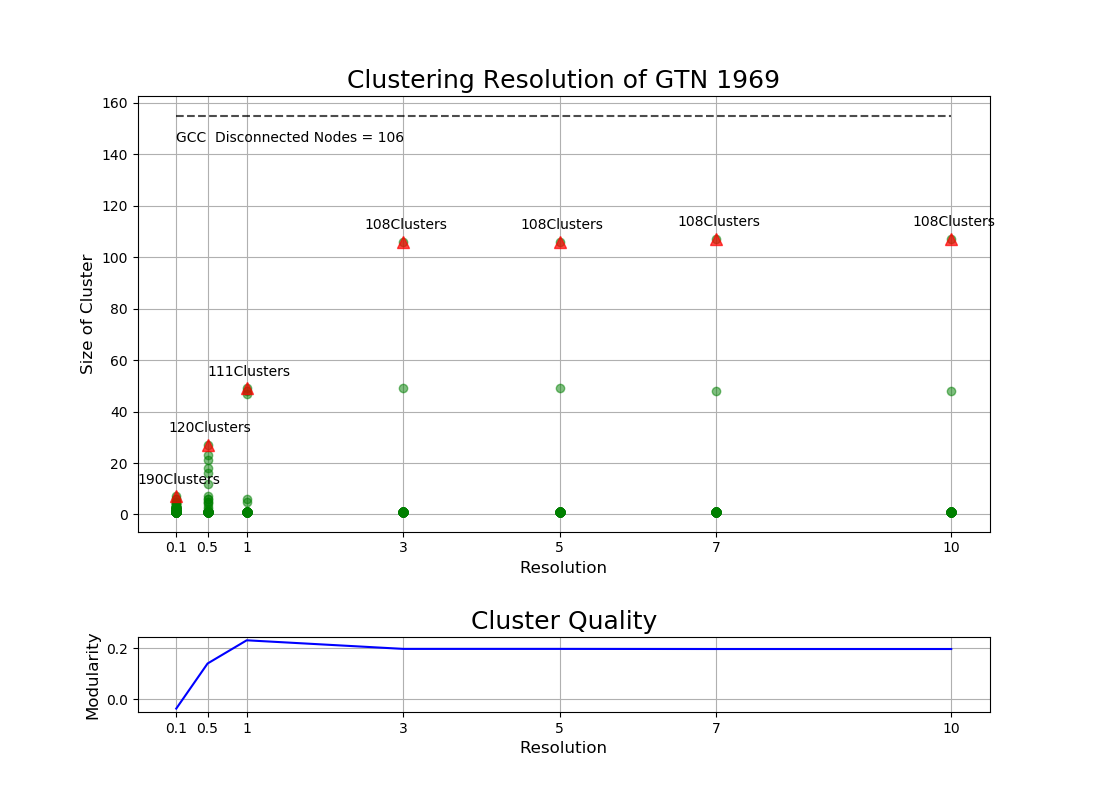 Clustering Resolution of GTN 1969
160
140
120
100
80
60
40
20
0
Size of Cluster
GCC  Disconnected Nodes = 106
190Clusters
120Clusters
111Clusters
108Clusters
108Clusters
108Clusters
108Clusters
0.1 0.5 1 3 5 7 10
Resolution
Cluster Quality
0.2
0.0
Modularity
0.1 0.5 1 3 5 7 10
Resolution